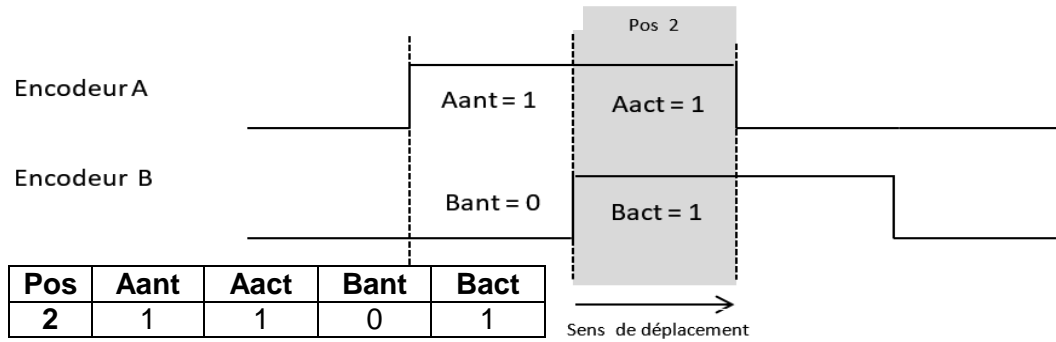 Pos 2
Encodeur A
Aant = 1
Aact = 1
Encodeur B
Bant = 0
Bact = 1
Pos Aant Aact Bant Bact
2 1 1 0 1
Sens de déplacement